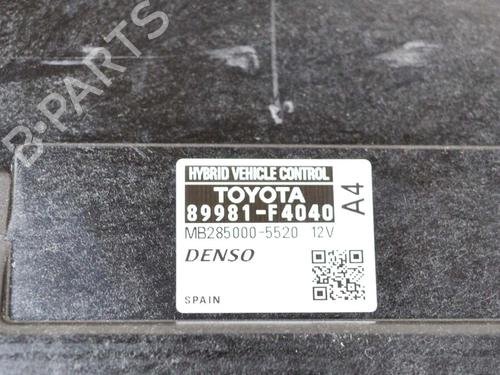 B-PARTS
HYBRID VEHICLE CONTROL
TOYOTA
89981-F4040
A4
MB285000-5520 12V
DENSO
SPAIN